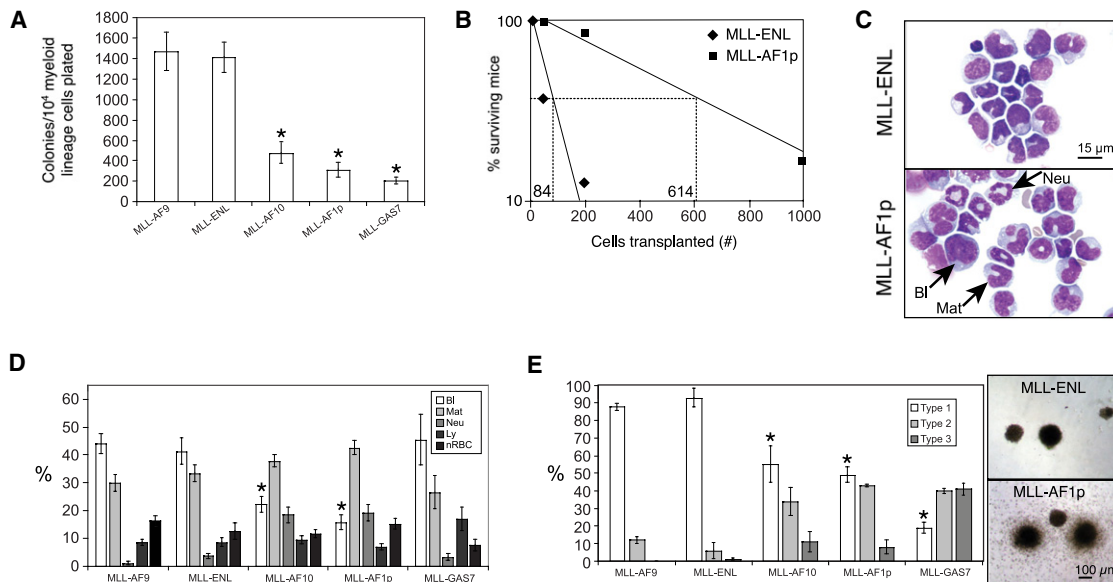 A
Colonies/10⁴ myeloid
lineage cells plated
1800
1600
1400
1200
1000
800
600
400
200
0
*
*
*
MLL-AF9
MLL-ENL
MLL-AF10
MLL-AF1p
MLL-GAS7
B
% surviving mice
100
10
MLL-ENL
MLL-AF1p
84
614
0
200
400
600
800
1000
Cells transplanted (#)
C
MLL-ENL
15 µm
MLL-AF1p
Neu
Bl
Mat
D
%
60
50
40
30
20
10
0
Bl
Mat
Neu
Ly
nRBC
*
*
MLL-AF9
MLL-ENL
MLL-AF10
MLL-AF1p
MLL-GAS7
E
%
100
90
80
70
60
50
40
30
20
10
0
Type 1
Type 2
Type 3
*
*
*
MLL-AF9
MLL-ENL
MLL-AF10
MLL-AF1p
MLL-GAS7
MLL-ENL
MLL-AF1p
100 µm